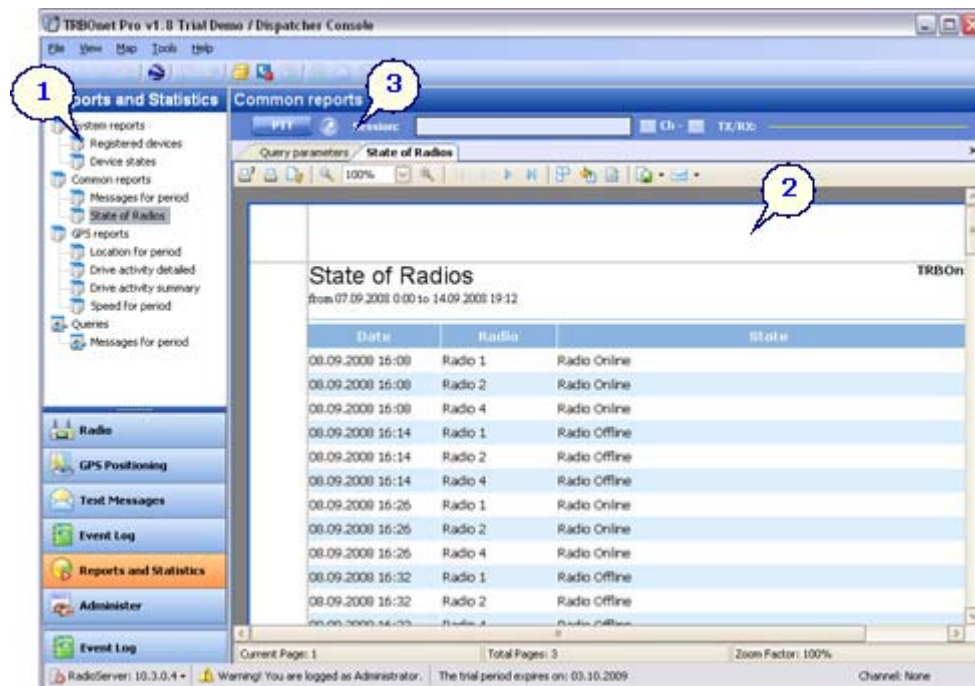 TRBOnet Pro v1.8 Trial Demo / Dispatcher Console
File View Map Tools Help
1
3
2
Reports and Statistics
System reports
Registered devices
Device states
Common reports
Messages for period
State of Radios
GPS reports
Location for period
Drive activity detailed
Drive activity summary
Speed for period
Queries
Messages for period
Radio
GPS Positioning
Text Messages
Event Log
Reports and Statistics
Administer
Event Log
Common reports
PTT Session: Ch - TX/RX:
Query parameters State of Radios
100%
State of Radios TRBOn
from 07.09.2008 0:00 to 14.09.2008 19:12
Date Radio State
08.09.2008 16:08 Radio 1 Radio Online
08.09.2008 16:08 Radio 2 Radio Online
08.09.2008 16:08 Radio 4 Radio Online
08.09.2008 16:14 Radio 1 Radio Offline
08.09.2008 16:14 Radio 2 Radio Offline
08.09.2008 16:14 Radio 4 Radio Offline
08.09.2008 16:26 Radio 1 Radio Online
08.09.2008 16:26 Radio 2 Radio Online
08.09.2008 16:26 Radio 4 Radio Online
08.09.2008 16:32 Radio 1 Radio Offline
08.09.2008 16:32 Radio 2 Radio Offline
Current Page: 1 Total Pages: 3 Zoom Factor: 100%
RadioServer: 10.3.0.4 Warning! You are logged as Administrator. The trial period expires on: 03.10.2009 Channel: None